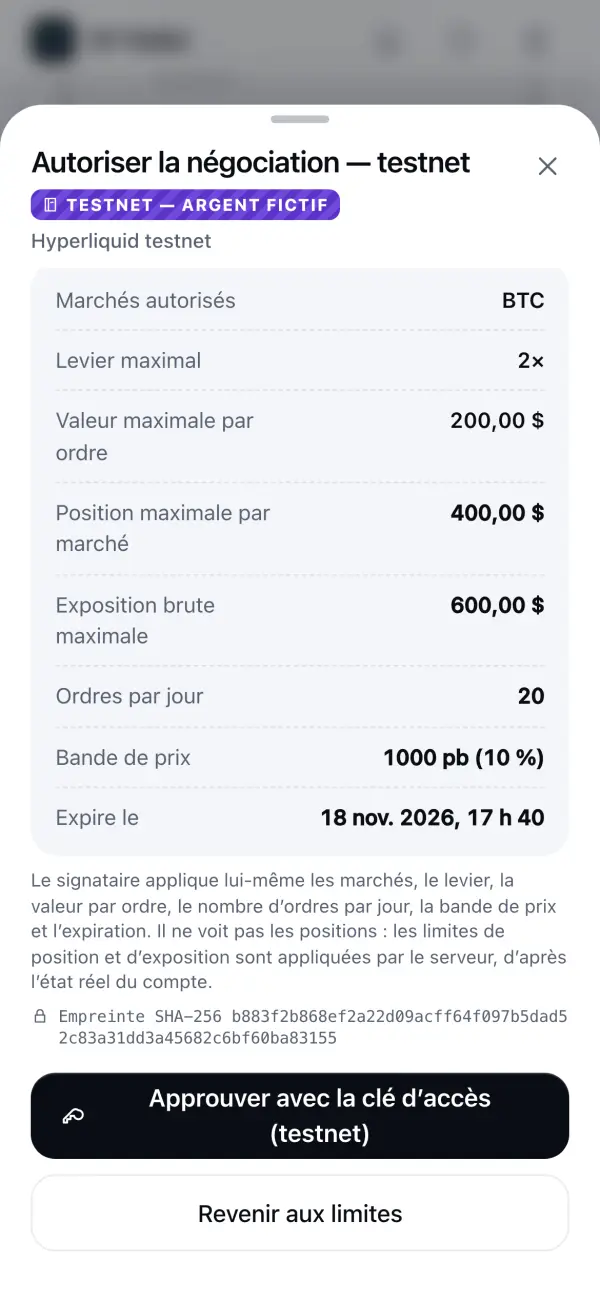 Autoriser la négociation — testnet
TESTNET — ARGENT FICTIF
Hyperliquid testnet
Marchés autorisés BTC
Levier maximal 2×
Valeur maximale par 200,00 $
ordre
Position maximale par 400,00 $
marché
Exposition brute 600,00 $
maximale
Ordres par jour 20
Bande de prix 1000 pb (10 %)
Expire le 18 nov. 2026, 17 h 40
Le signataire applique lui-même les marchés, le levier, la
valeur par ordre, le nombre d’ordres par jour, la bande de prix
et l’expiration. Il ne voit pas les positions : les limites de
position et d’exposition sont appliquées par le serveur, d’après
l’état réel du compte.
Empreinte SHA-256 b883f2b868ef2a22d09acff64f097b5dad5
2c83a31dd3a45682c6bf60ba83155
Approuver avec la clé d’accès
(testnet)
Revenir aux limites